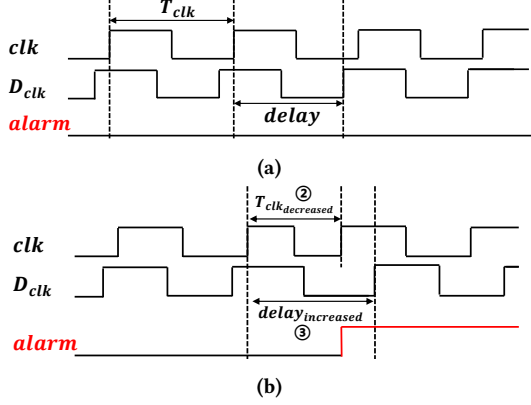 T_clk
clk
D_clk
delay
alarm
(a)
②
T_clk_decreased
clk
D_clk
delay_increased
③
alarm
(b)